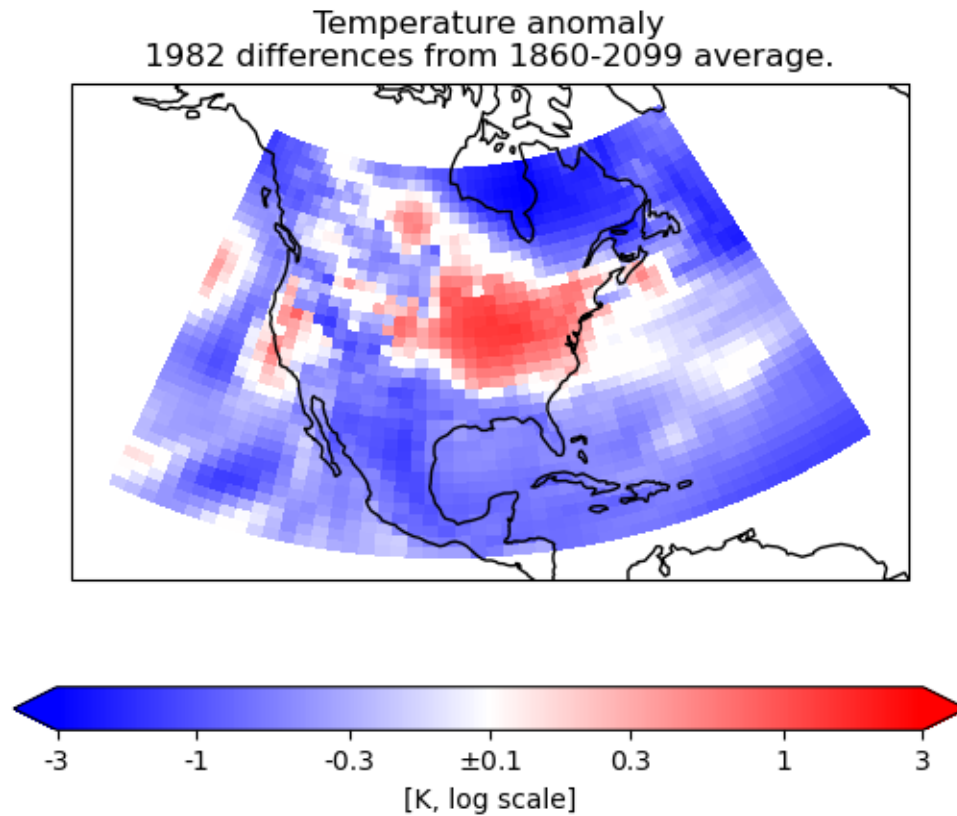 Temperature anomaly
1982 differences from 1860-2099 average.
-3 -1 -0.3 ±0.1 0.3 1 3
[K, log scale]